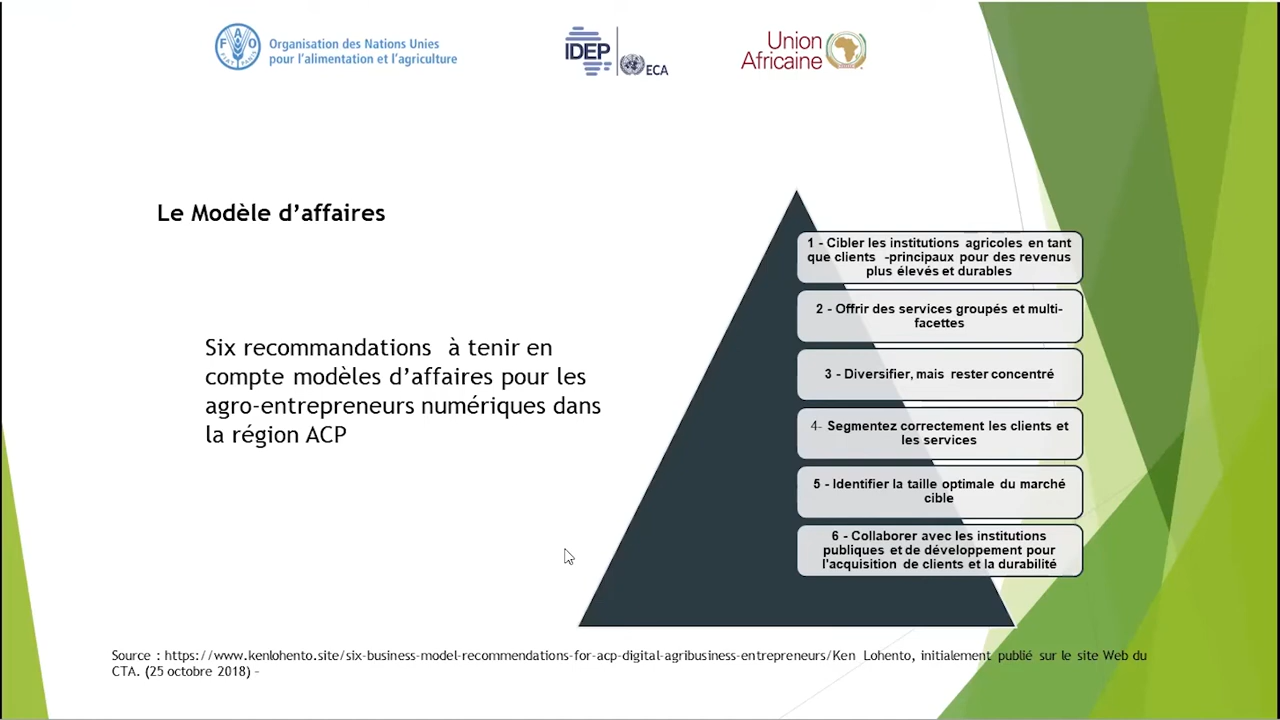 FAO
FIAT PANIS
Organisation des Nations Unies
pour l'alimentation et l'agriculture
IDEP
ECA
Union
Africaine
Le Modèle d’affaires
Six recommandations à tenir en
compte modèles d’affaires pour les
agro-entrepreneurs numériques dans
la région ACP
1 - Cibler les institutions agricoles en tant
que clients -principaux pour des revenus
plus élevés et durables
2 - Offrir des services groupés et multi-
facettes
3 - Diversifier, mais rester concentré
4- Segmentez correctement les clients et
les services
5 - Identifier la taille optimale du marché
cible
6 - Collaborer avec les institutions
publiques et de développement pour
l'acquisition de clients et la durabilité
Source : https://www.kenlohento.site/six-business-model-recommendations-for-acp-digital-agribusiness-entrepreneurs/Ken Lohento, initialement publié sur le site Web du
CTA. (25 octobre 2018) -